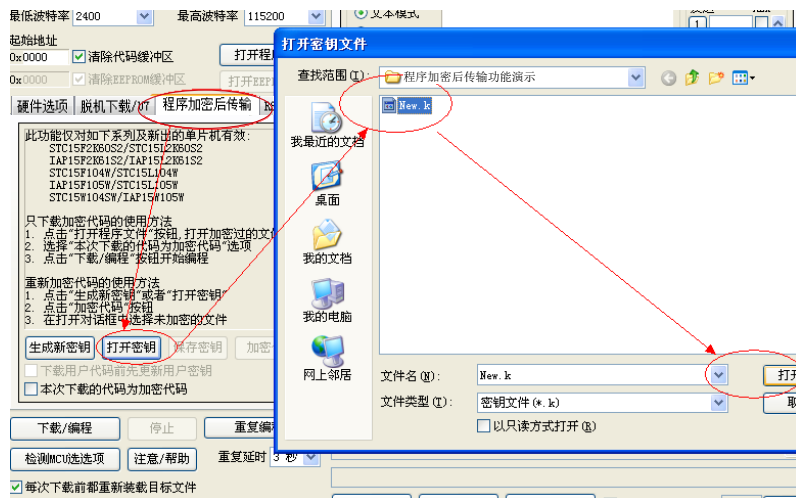 最低波特率 2400 最高波特率 115200
文本模式
起始地址
0x0000 清除代码缓冲区
0x0000 清除EEPROM缓冲区
硬件选项 脱机下载/U7 程序加密后传输
此功能仅对如下系列及新出的单片机有效:
STC15F2K60S2/STC15L2K60S2
IAP15F2K61S2/IAP15L2K61S2
STC15F104W/STC15L104W
IAP15F105W/STC15L105W
STC15W104SW/IAP15W105W
只下载加密代码的使用方法
1. 点击"打开程序文件"按钮,打开加密过的文
2. 选择"本次下载的代码为加密代码"选项
3. 点击"下载/编程"按钮开始编程
重新加密代码的使用方法
1. 点击"生成新密钥"或者"打开密钥"
2. 点击"加密代码"按钮
3. 在打开对话框中选择未加密的文件
生成新密钥 打开密钥 保存密钥
下载用户代码前先更新用户密钥
本次下载的代码为加密代码
下载/编程 停止
检测MCU选选项 注意/帮助 重复延时 3 秒
每次下载前都重新装载目标文件
打开密钥文件
查找范围(I): 程序加密后传输功能演示
New.k
我最近的文档
桌面
我的文档
我的电脑
网上邻居
文件名(N): New.k
文件类型(T): 密钥文件(*.k)
以只读方式打开(R)